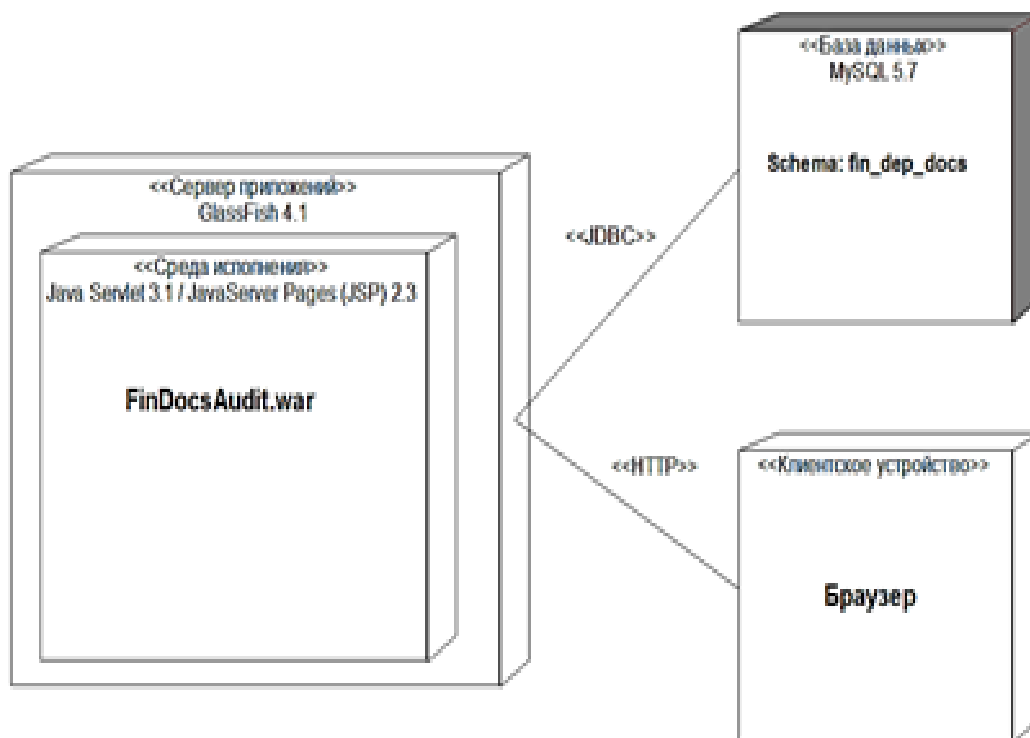 <<Сервер приложений>>
GlassFish 4.1
<<Среда исполнения>>
Java Servlet 3.1 / JavaServer Pages (JSP) 2.3
FinDocsAudit.war
<<JDBC>>
<<HTTP>>
<<База данных>>
MySQL 5.7
Schema: fin_dep_docs
<<Клиентское устройство>>
Браузер